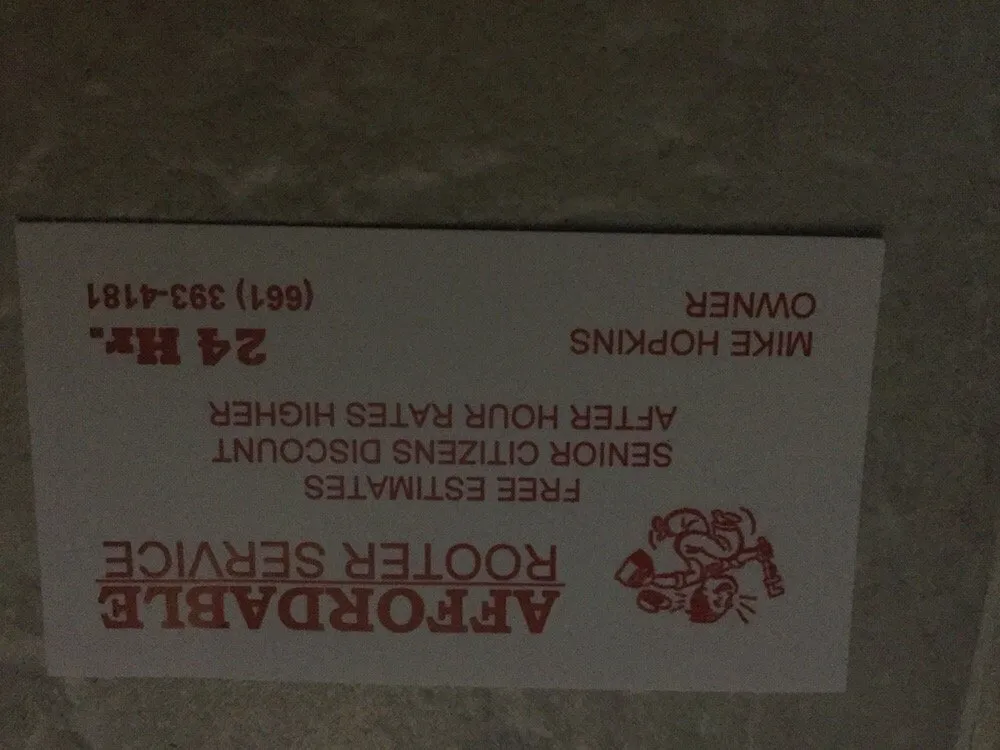 AFFORDABLE
ROOTER SERVICE
FREE ESTIMATES
SENIOR CITIZENS DISCOUNT
AFTER HOUR RATES HIGHER
MIKE HOPKINS
OWNER
24 Hr.
(661) 393-4181